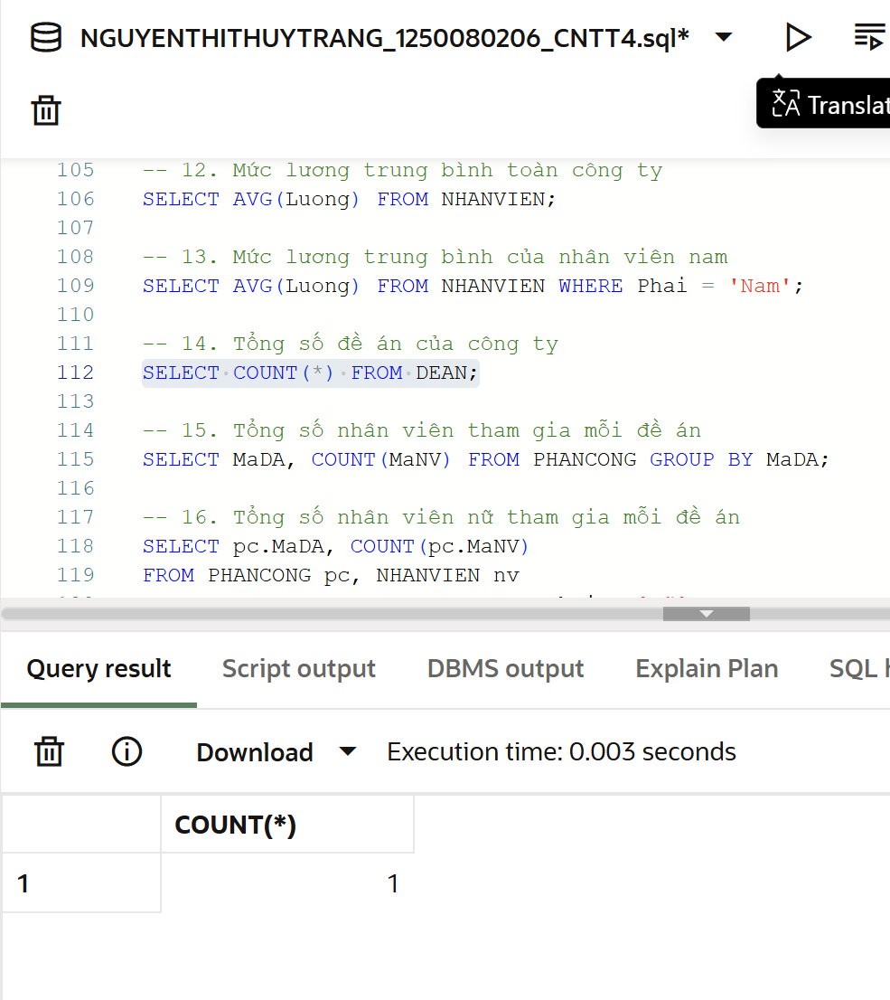 NGUYENTHITHUYTRANG_1250080206_CNTT4.sql*
Translat
105 -- 12. Mức lương trung bình toàn công ty
106 SELECT AVG(Luong) FROM NHANVIEN;
107
108 -- 13. Mức lương trung bình của nhân viên nam
109 SELECT AVG(Luong) FROM NHANVIEN WHERE Phai = 'Nam';
110
111 -- 14. Tổng số đề án của công ty
112 SELECT COUNT(*) FROM DEAN;
113
114 -- 15. Tổng số nhân viên tham gia mỗi đề án
115 SELECT MaDA, COUNT(MaNV) FROM PHANCONG GROUP BY MaDA;
116
117 -- 16. Tổng số nhân viên nữ tham gia mỗi đề án
118 SELECT pc.MaDA, COUNT(pc.MaNV)
119 FROM PHANCONG pc, NHANVIEN nv
Query result Script output DBMS output Explain Plan SQL
Download Execution time: 0.003 seconds
COUNT(*)
1 1